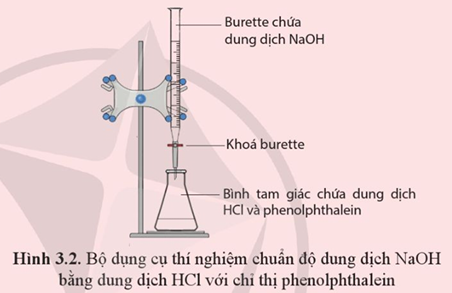 Burette chứa
dung dịch NaOH
Khoá burette
Bình tam giác chứa dung dịch
HCl và phenolphthalein
Hình 3.2. Bộ dụng cụ thí nghiệm chuẩn độ dung dịch NaOH
bằng dung dịch HCl với chỉ thị phenolphthalein